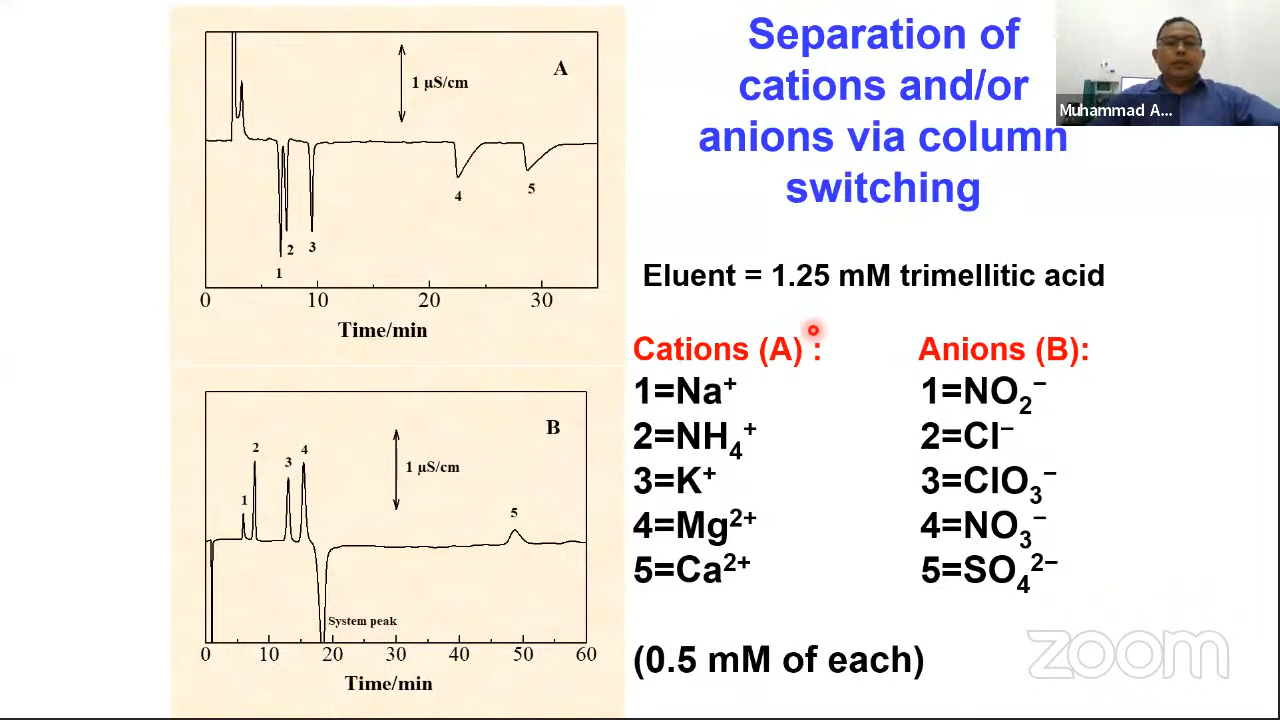 Separation of
cations and/or
anions via column
switching
Muhammad A...
A
1 μS/cm
1
2
3
4
5
0 10 20 30
Time/min
B
1 μS/cm
1
2
3
4
5
System peak
0 10 20 30 40 50 60
Time/min
Eluent = 1.25 mM trimellitic acid
Cations (A) :
1=Na⁺
2=NH₄⁺
3=K⁺
4=Mg²⁺
5=Ca²⁺
Anions (B):
1=NO₂⁻
2=Cl⁻
3=ClO₃⁻
4=NO₃⁻
5=SO₄²⁻
(0.5 mM of each)
zoom